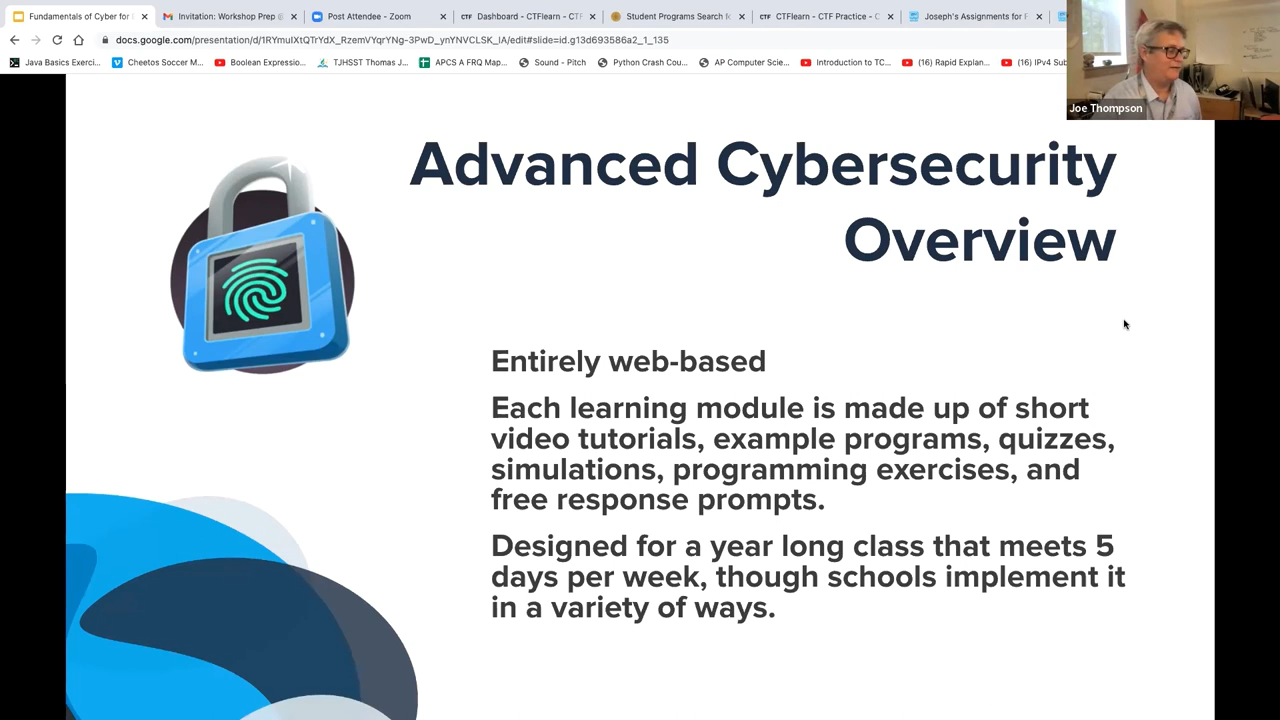 Fundamentals of Cyber for
Invitation: Workshop Prep @
Post Attendee - Zoom
CTF Dashboard - CTFlearn - CTF
Student Programs Search fo
CTF CTFlearn - CTF Practice - C
Joseph's Assignments for F
docs.google.com/presentation/d/1RYmuIXtQTrYdX_RzemVYqrYNg-3PwD_ynYNVCLSK_IA/edit#slide=id.g13d693586a2_1_135
Java Basics Exerci...
Cheetos Soccer M...
Boolean Expressio...
TJHSST Thomas J...
APCS A FRQ Map...
Sound - Pitch
Python Crash Cou...
AP Computer Scie...
Introduction to TC...
(16) Rapid Explan...
(16) IPv4 Sub
Joe Thompson
Advanced Cybersecurity
Overview
Entirely web-based
Each learning module is made up of short
video tutorials, example programs, quizzes,
simulations, programming exercises, and
free response prompts.
Designed for a year long class that meets 5
days per week, though schools implement it
in a variety of ways.